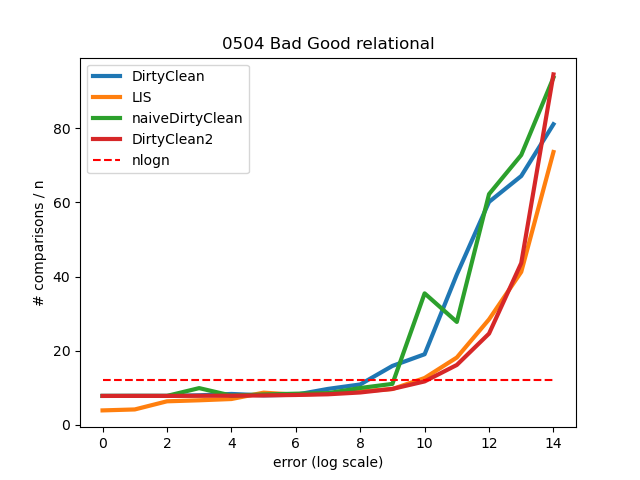 0504 Bad Good relational
DirtyClean
LIS
naiveDirtyClean
DirtyClean2
nlogn
# comparisons / n
80
60
40
20
0
0 2 4 6 8 10 12 14
error (log scale)